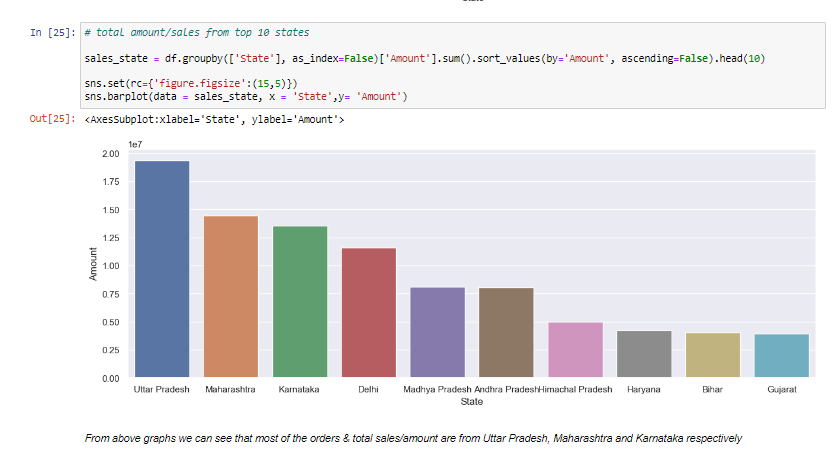 State
In [25]: # total amount/sales from top 10 states
sales_state = df.groupby(['State'], as_index=False)['Amount'].sum().sort_values(by='Amount', ascending=False).head(10)
sns.set(rc={'figure.figsize':(15,5)})
sns.barplot(data = sales_state, x = 'State',y= 'Amount')
Out[25]: <AxesSubplot:xlabel='State', ylabel='Amount'>
1e7
2.00
1.75
1.50
1.25
1.00
0.75
0.50
0.25
0.00
Amount
Uttar Pradesh Maharashtra Karnataka Delhi Madhya Pradesh Andhra Pradesh Himachal Pradesh Haryana Bihar Gujarat
State
From above graphs we can see that most of the orders & total sales/amount are from Uttar Pradesh, Maharashtra and Karnataka respectively